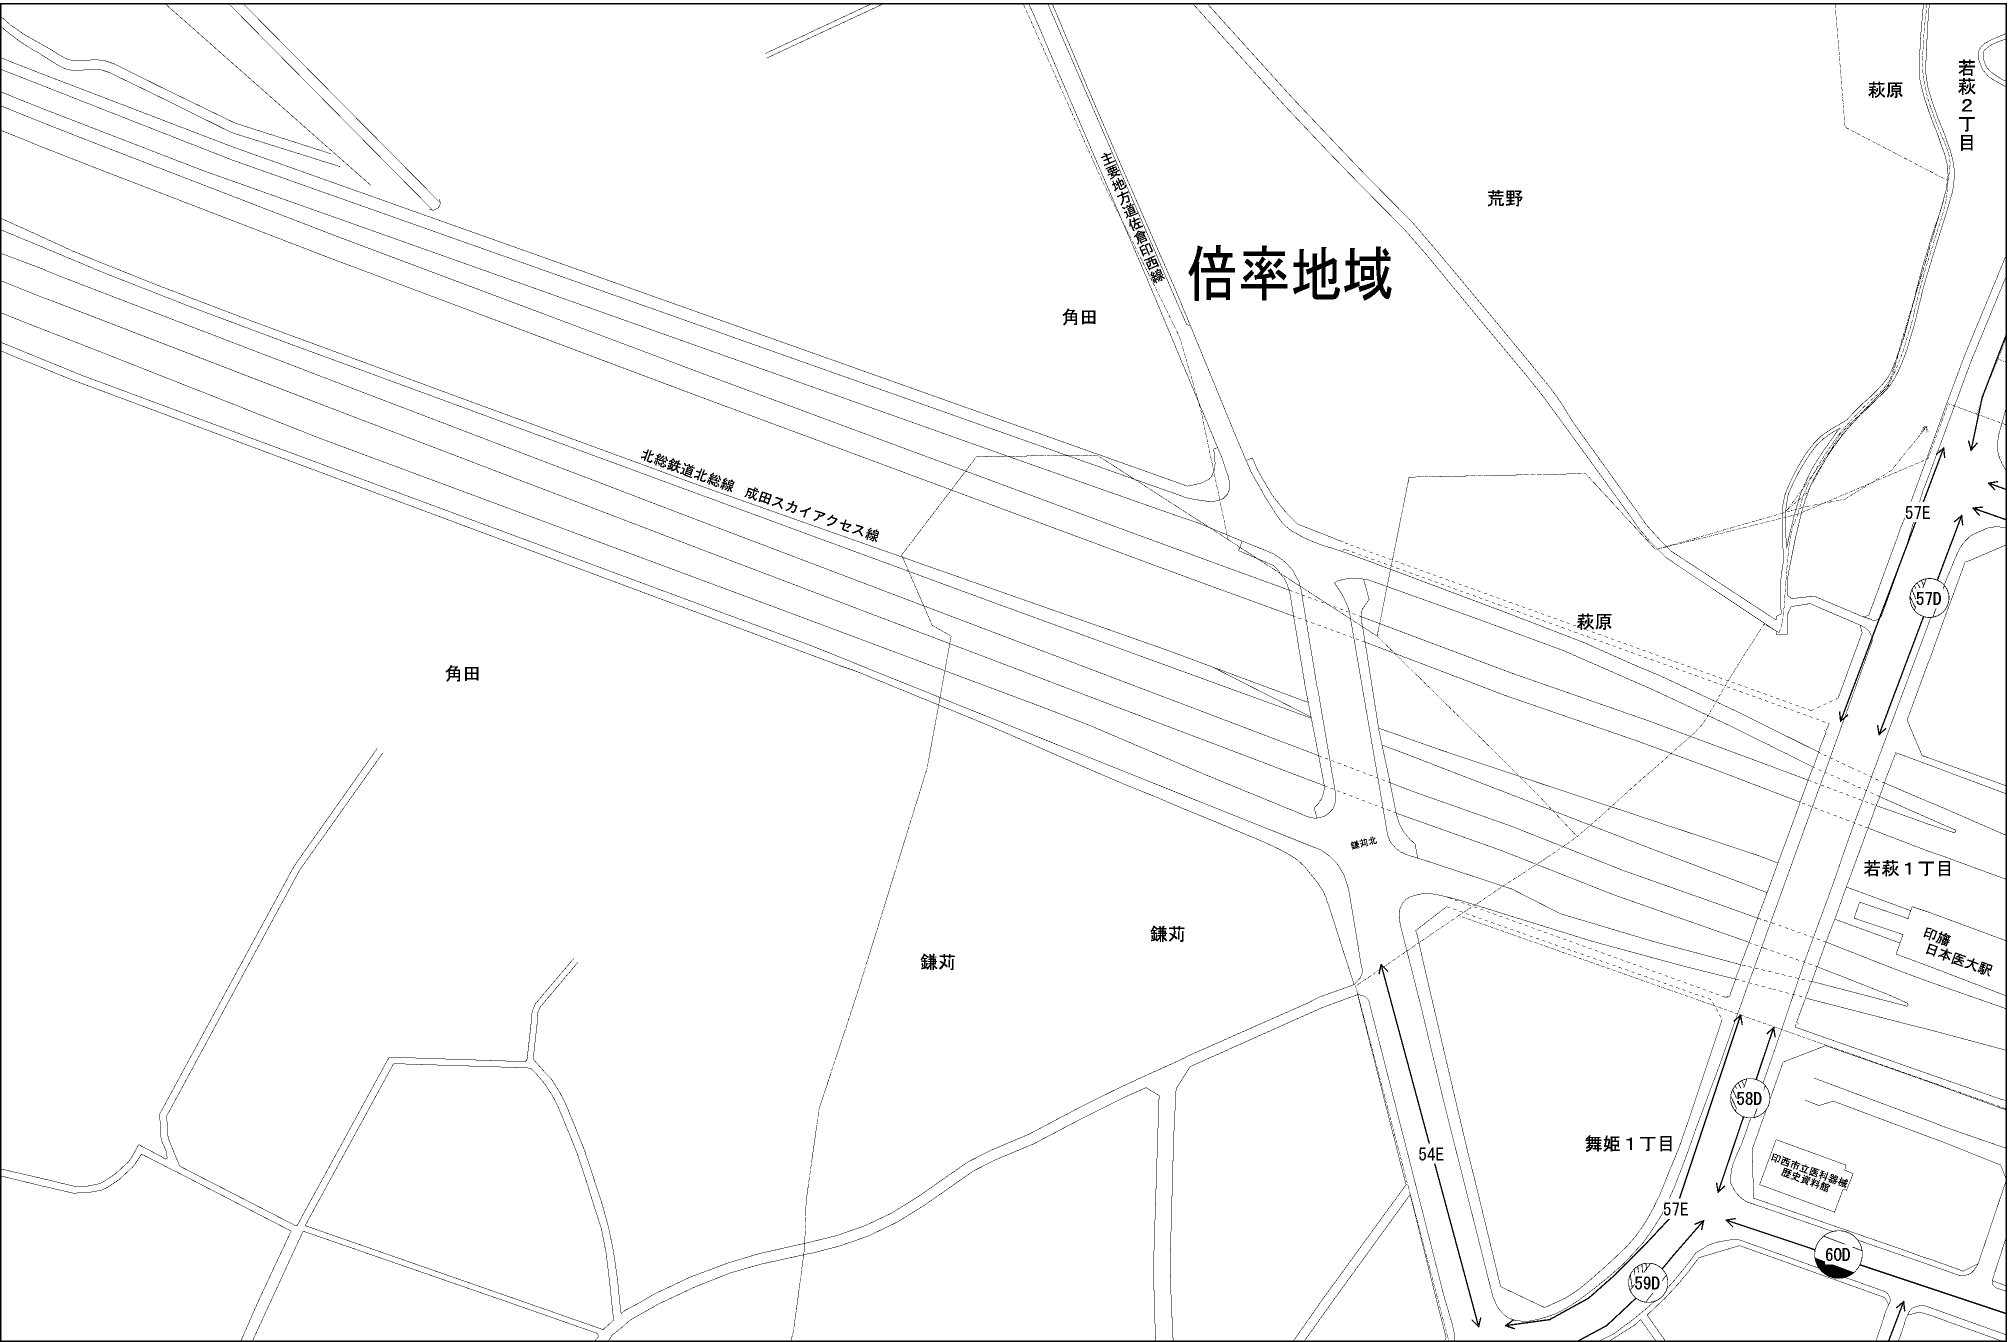 萩原
若萩２丁目
荒野
主要地方道佐倉印西線
倍率地域
角田
北総鉄道北総線　成田スカイアクセス線
57E
57D
萩原
角田
鎌苅北
若萩１丁目
鎌苅
鎌苅
印旛
日本医大駅
58D
舞姫１丁目
54E
印西市立医科器械
歴史資料館
57E
60D
59D